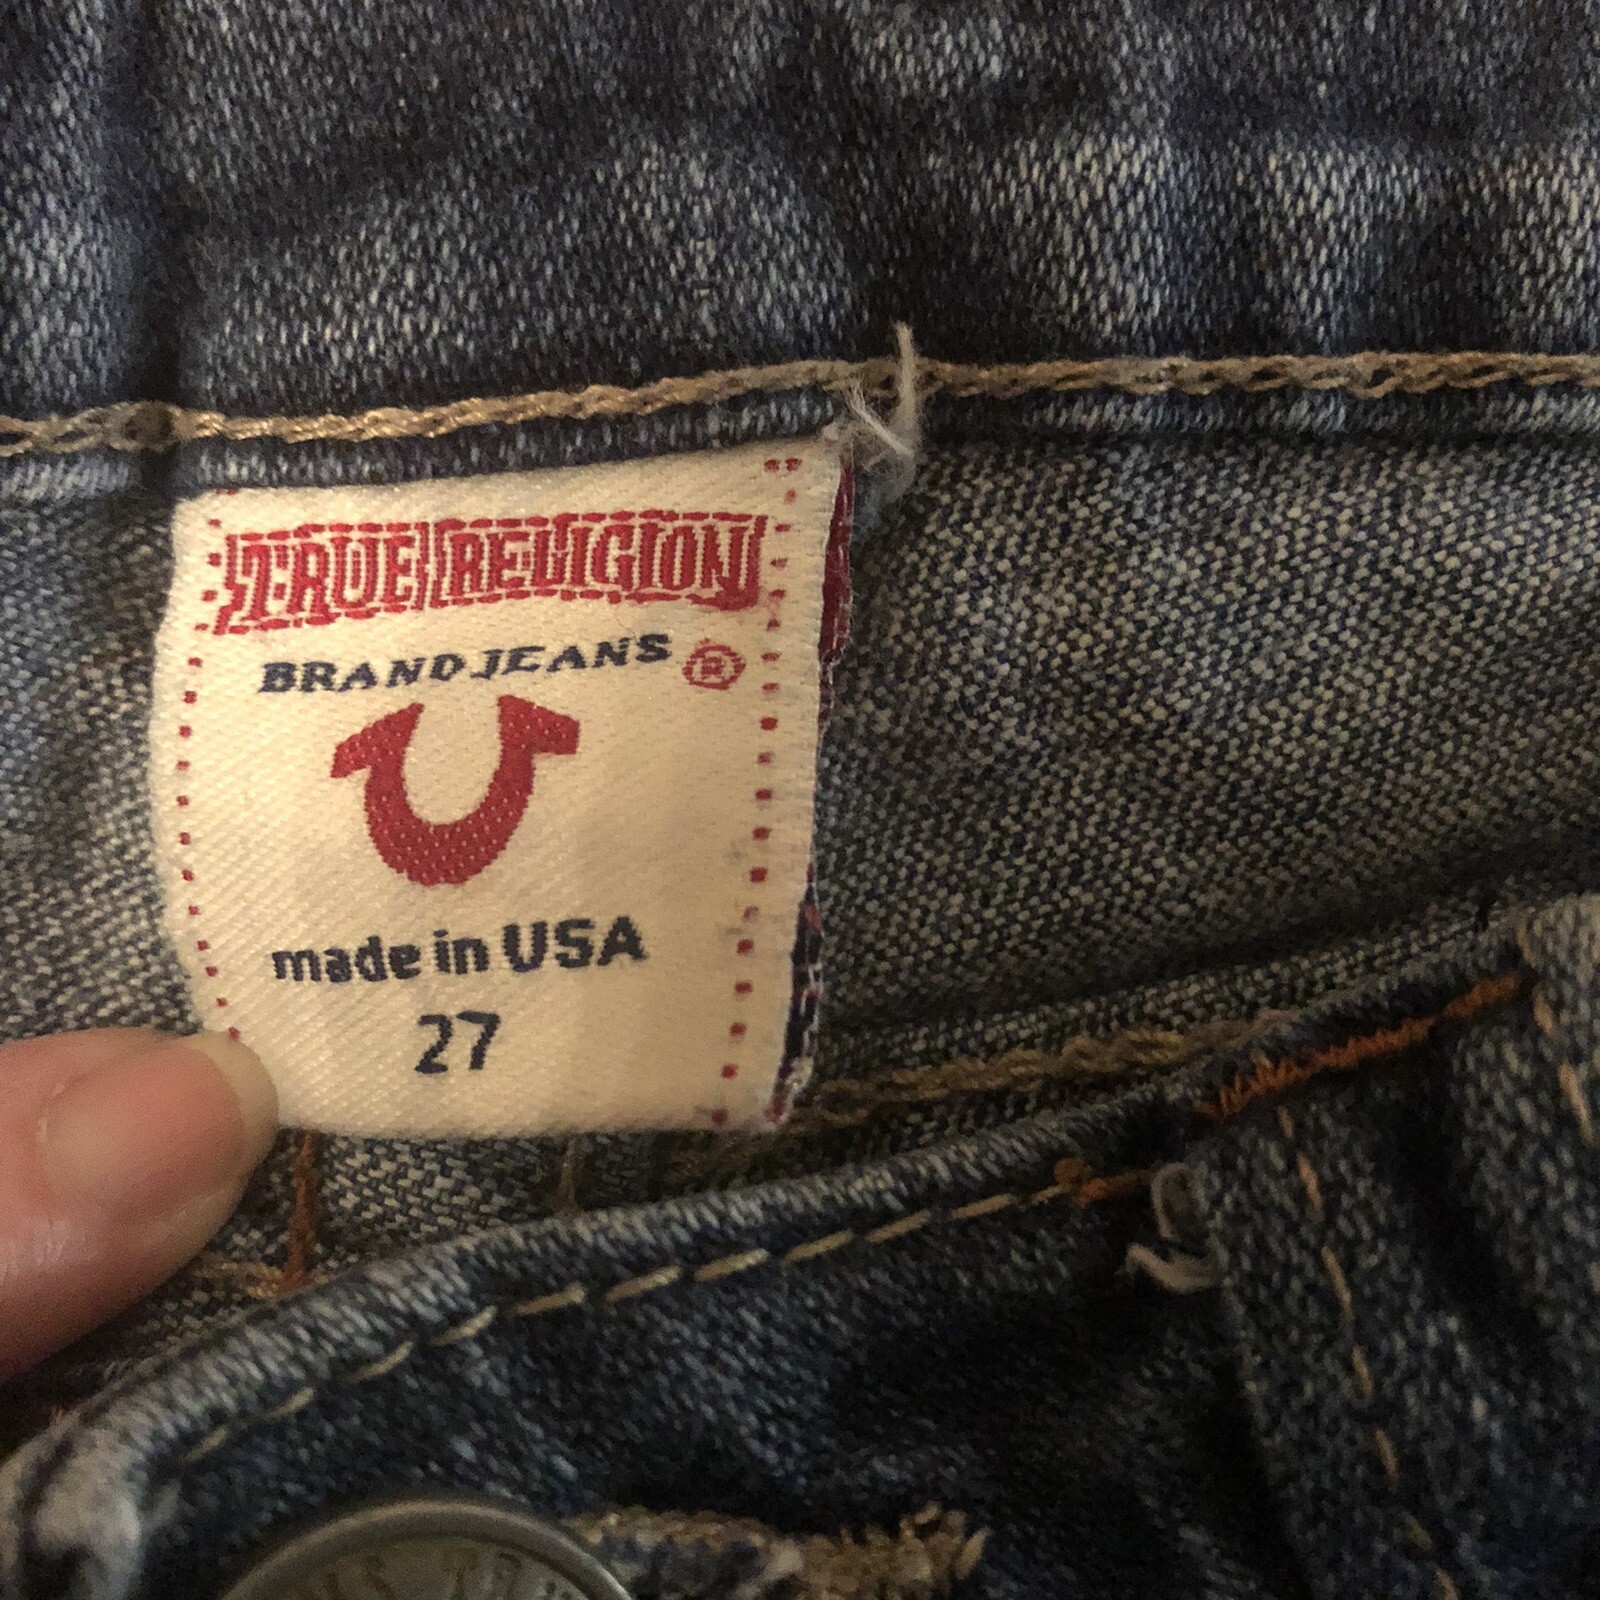 TRUE RELIGION
BRAND JEANS ®
made in USA
27